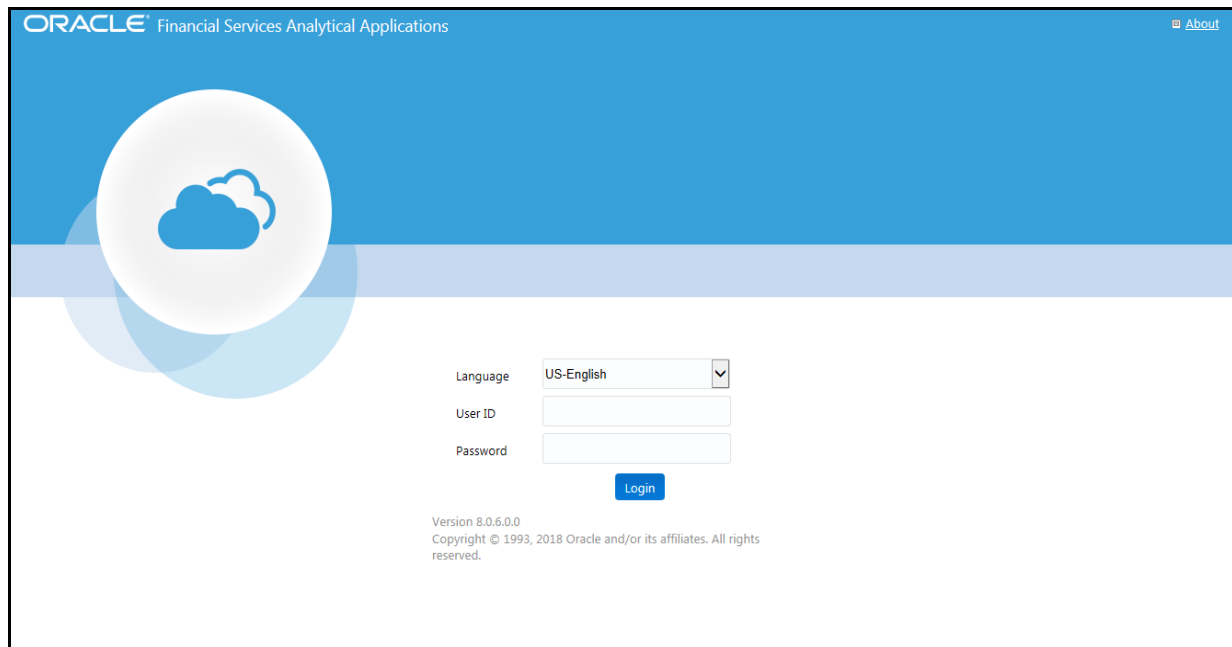 ORACLE® Financial Services Analytical Applications
About
Language US-English
User ID
Password
Login
Version 8.0.6.0.0
Copyright © 1993, 2018 Oracle and/or its affiliates. All rights
reserved.